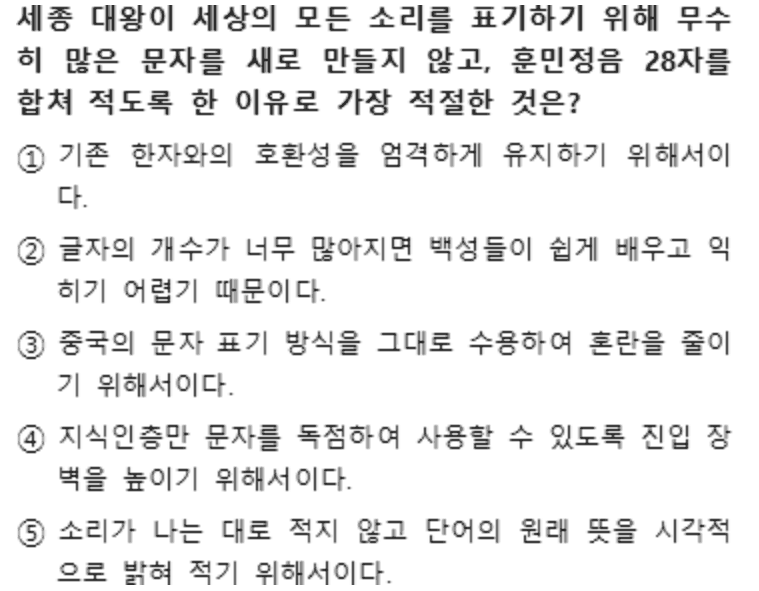 세종 대왕이 세상의 모든 소리를 표기하기 위해 무수
히 많은 문자를 새로 만들지 않고, 훈민정음 28자를
합쳐 적도록 한 이유로 가장 적절한 것은?
① 기존 한자와의 호환성을 엄격하게 유지하기 위해서이
다.
② 글자의 개수가 너무 많아지면 백성들이 쉽게 배우고 익
히기 어렵기 때문이다.
③ 중국의 문자 표기 방식을 그대로 수용하여 혼란을 줄이
기 위해서이다.
④ 지식인층만 문자를 독점하여 사용할 수 있도록 진입 장
벽을 높이기 위해서이다.
⑤ 소리가 나는 대로 적지 않고 단어의 원래 뜻을 시각적
으로 밝혀 적기 위해서이다.